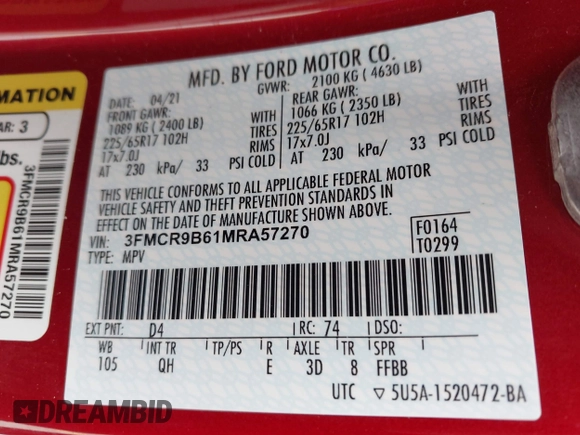 MFD. BY FORD MOTOR CO.
DATE: 04/21 GVWR: 2100 KG ( 4630 LB)
FRONT GAWR: REAR GAWR:
1089 KG ( 2400 LB) 1066 KG ( 2350 LB)
225/65R17 102H TIRES 225/65R17 102H TIRES
17x7.0J RIMS 17x7.0J RIMS
AT 230 kPa/ 33 PSI COLD AT 230 kPa/ 33 PSI COLD
THIS VEHICLE CONFORMS TO ALL APPLICABLE FEDERAL MOTOR
VEHICLE SAFETY AND THEFT PREVENTION STANDARDS IN
EFFECT ON THE DATE OF MANUFACTURE SHOWN ABOVE.
VIN: 3FMCR9B61MRA57270
TYPE: MPV
F0164
T0299
EXT PNT: D4 RC: 74 DSO:
WB INT TR TP/PS R AXLE TR SPR
105 QH E 3D 8 FFBB
UTC ▽ 5U5A-1520472-BA
MATION
AR: 3
bs.
3FMCR9B61MRA57270
DREAMBID